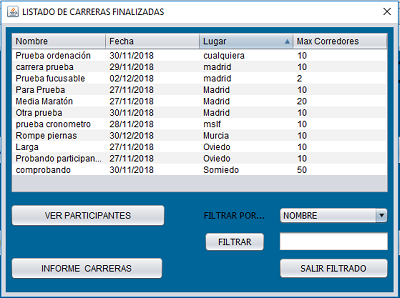 LISTADO DE CARRERAS FINALIZADAS
Nombre Fecha Lugar Max Corredores
Prueba ordenación 30/11/2018 cualquiera 10
carrera prueba 29/11/2018 madrid 10
Prueba fucusable 02/12/2018 madrid 2
Para Prueba 27/11/2018 Madrid 10
Media Maratón 27/11/2018 Madrid 20
Otra prueba 30/11/2018 Madrid 10
prueba cronometro 28/11/2018 mslf 10
Rompe piernas 30/12/2018 Murcia 10
Larga 27/11/2018 Oviedo 10
Probando participan... 27/11/2018 Oviedo 10
comprobando 30/11/2018 Somiedo 50
VER PARTICIPANTES FILTRAR POR... NOMBRE
FILTRAR
INFORME CARRERAS SALIR FILTRADO